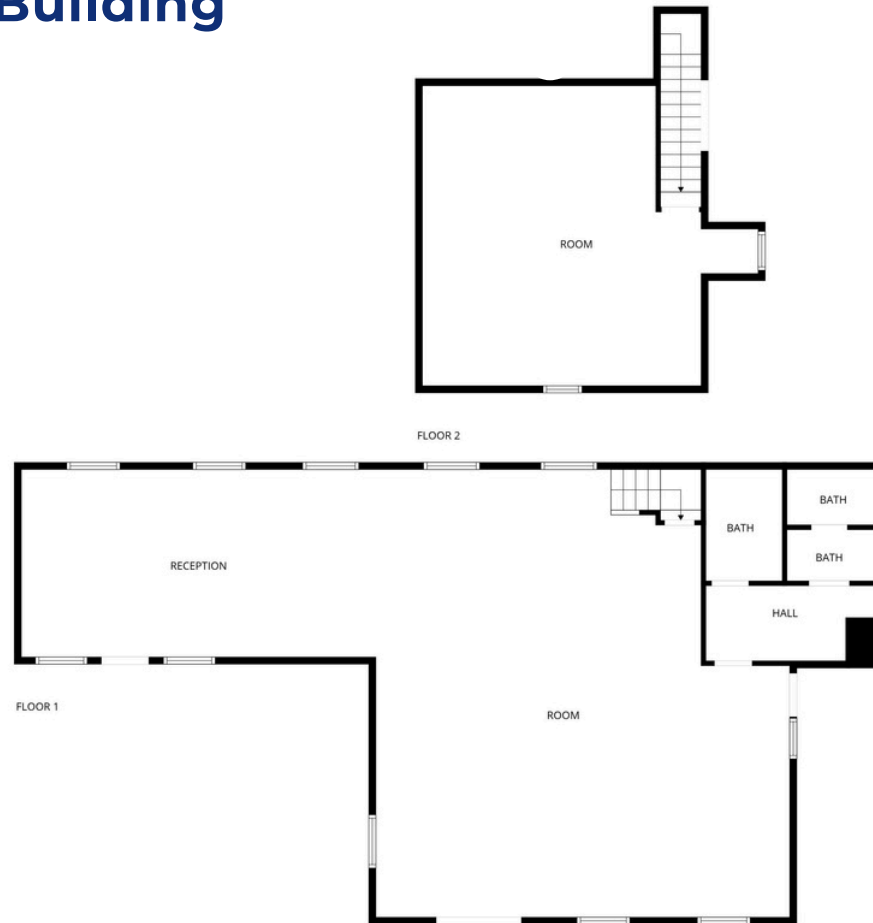 Building
ROOM
FLOOR 2
BATH
BATH
RECEPTION
BATH
HALL
FLOOR 1
ROOM